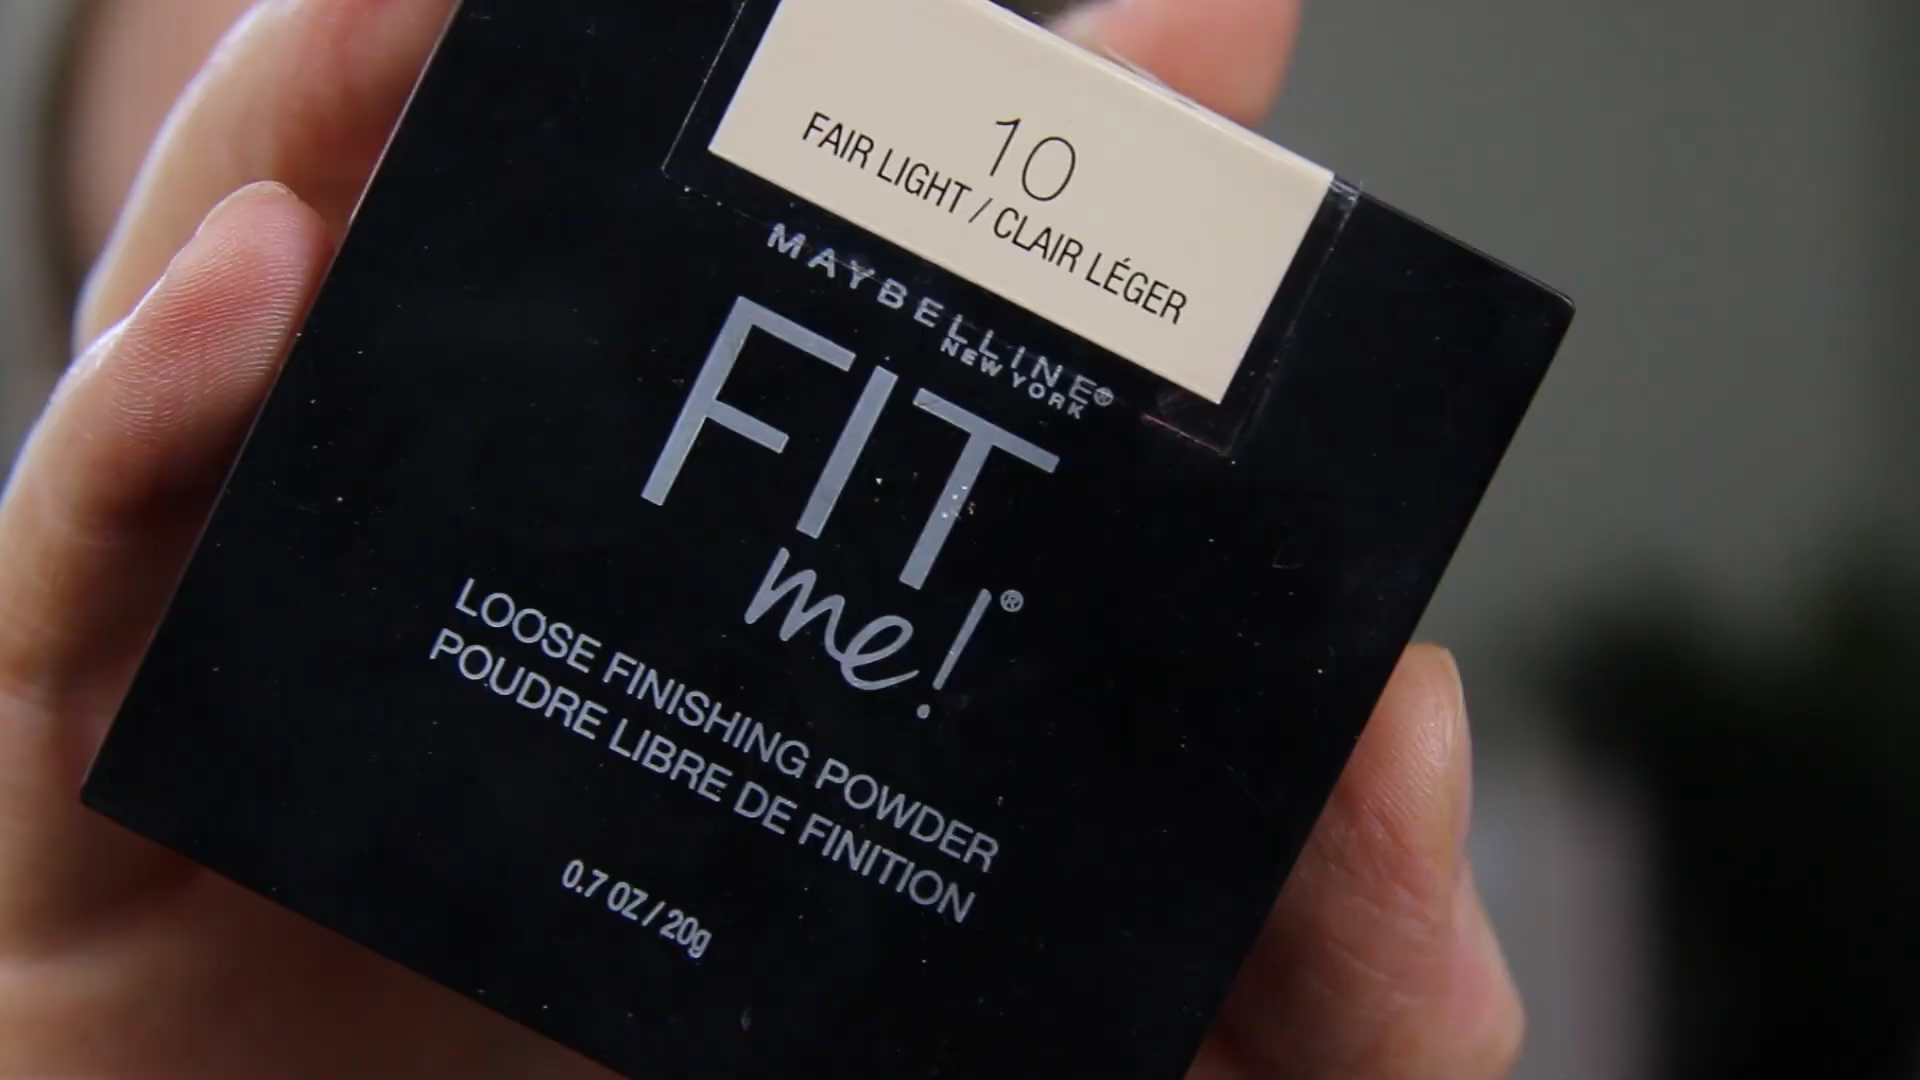 10
FAIR LIGHT / CLAIR LÉGER
MAYBELLINE®
NEW YORK
FIT
me!®
LOOSE FINISHING POWDER
POUDRE LIBRE DE FINITION
0.7 OZ / 20g